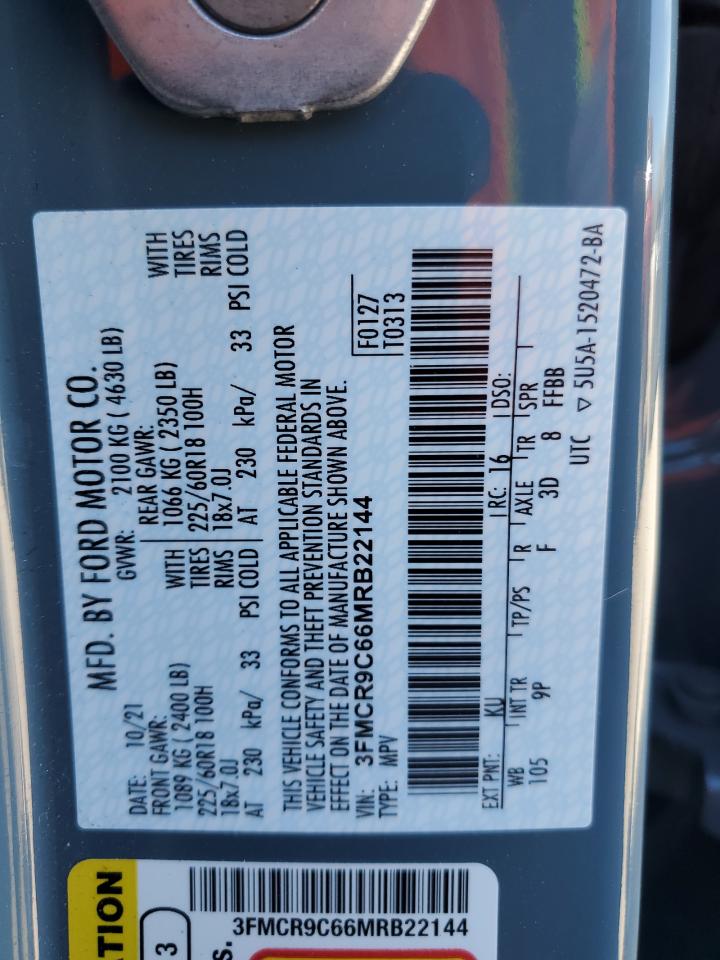 MFD. BY FORD MOTOR CO.
DATE: 10/21 GVWR: 2100 KG ( 4630 LB)
FRONT GAWR: REAR GAWR:
1089 KG ( 2400 LB) WITH 1066 KG ( 2350 LB) WITH
225/60R18 100H TIRES 225/60R18 100H TIRES
18x7.0J RIMS 18x7.0J RIMS
AT 230 kPa/ 33 PSI COLD AT 230 kPa/ 33 PSI COLD
THIS VEHICLE CONFORMS TO ALL APPLICABLE FEDERAL MOTOR
VEHICLE SAFETY AND THEFT PREVENTION STANDARDS IN
EFFECT ON THE DATE OF MANUFACTURE SHOWN ABOVE.
VIN: 3FMCR9C66MRB22144 F0127
TYPE: MPV T0313
EXT PNT: KU RC: 16 DSO:
WB INT TR TP/PS R AXLE TR SPR
105 9P F 3D 8 FFBB
UTC ▽ 5U5A-1520472-BA
3FMCR9C66MRB22144
3